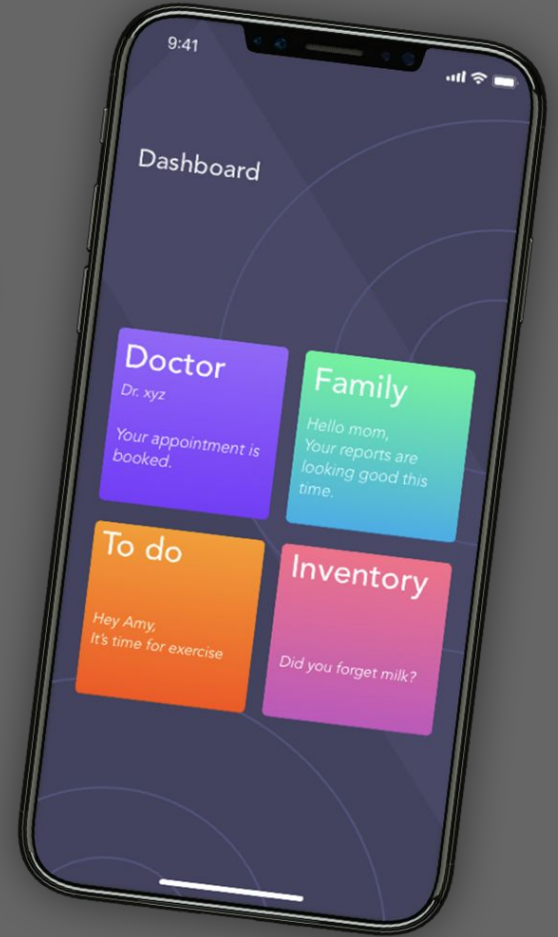 9:41
Dashboard
Doctor
Dr. xyz
Your appointment is
booked.
Family
Hello mom,
Your reports are
looking good this
time.
To do
Hey Amy,
It's time for exercise
Inventory
Did you forget milk?